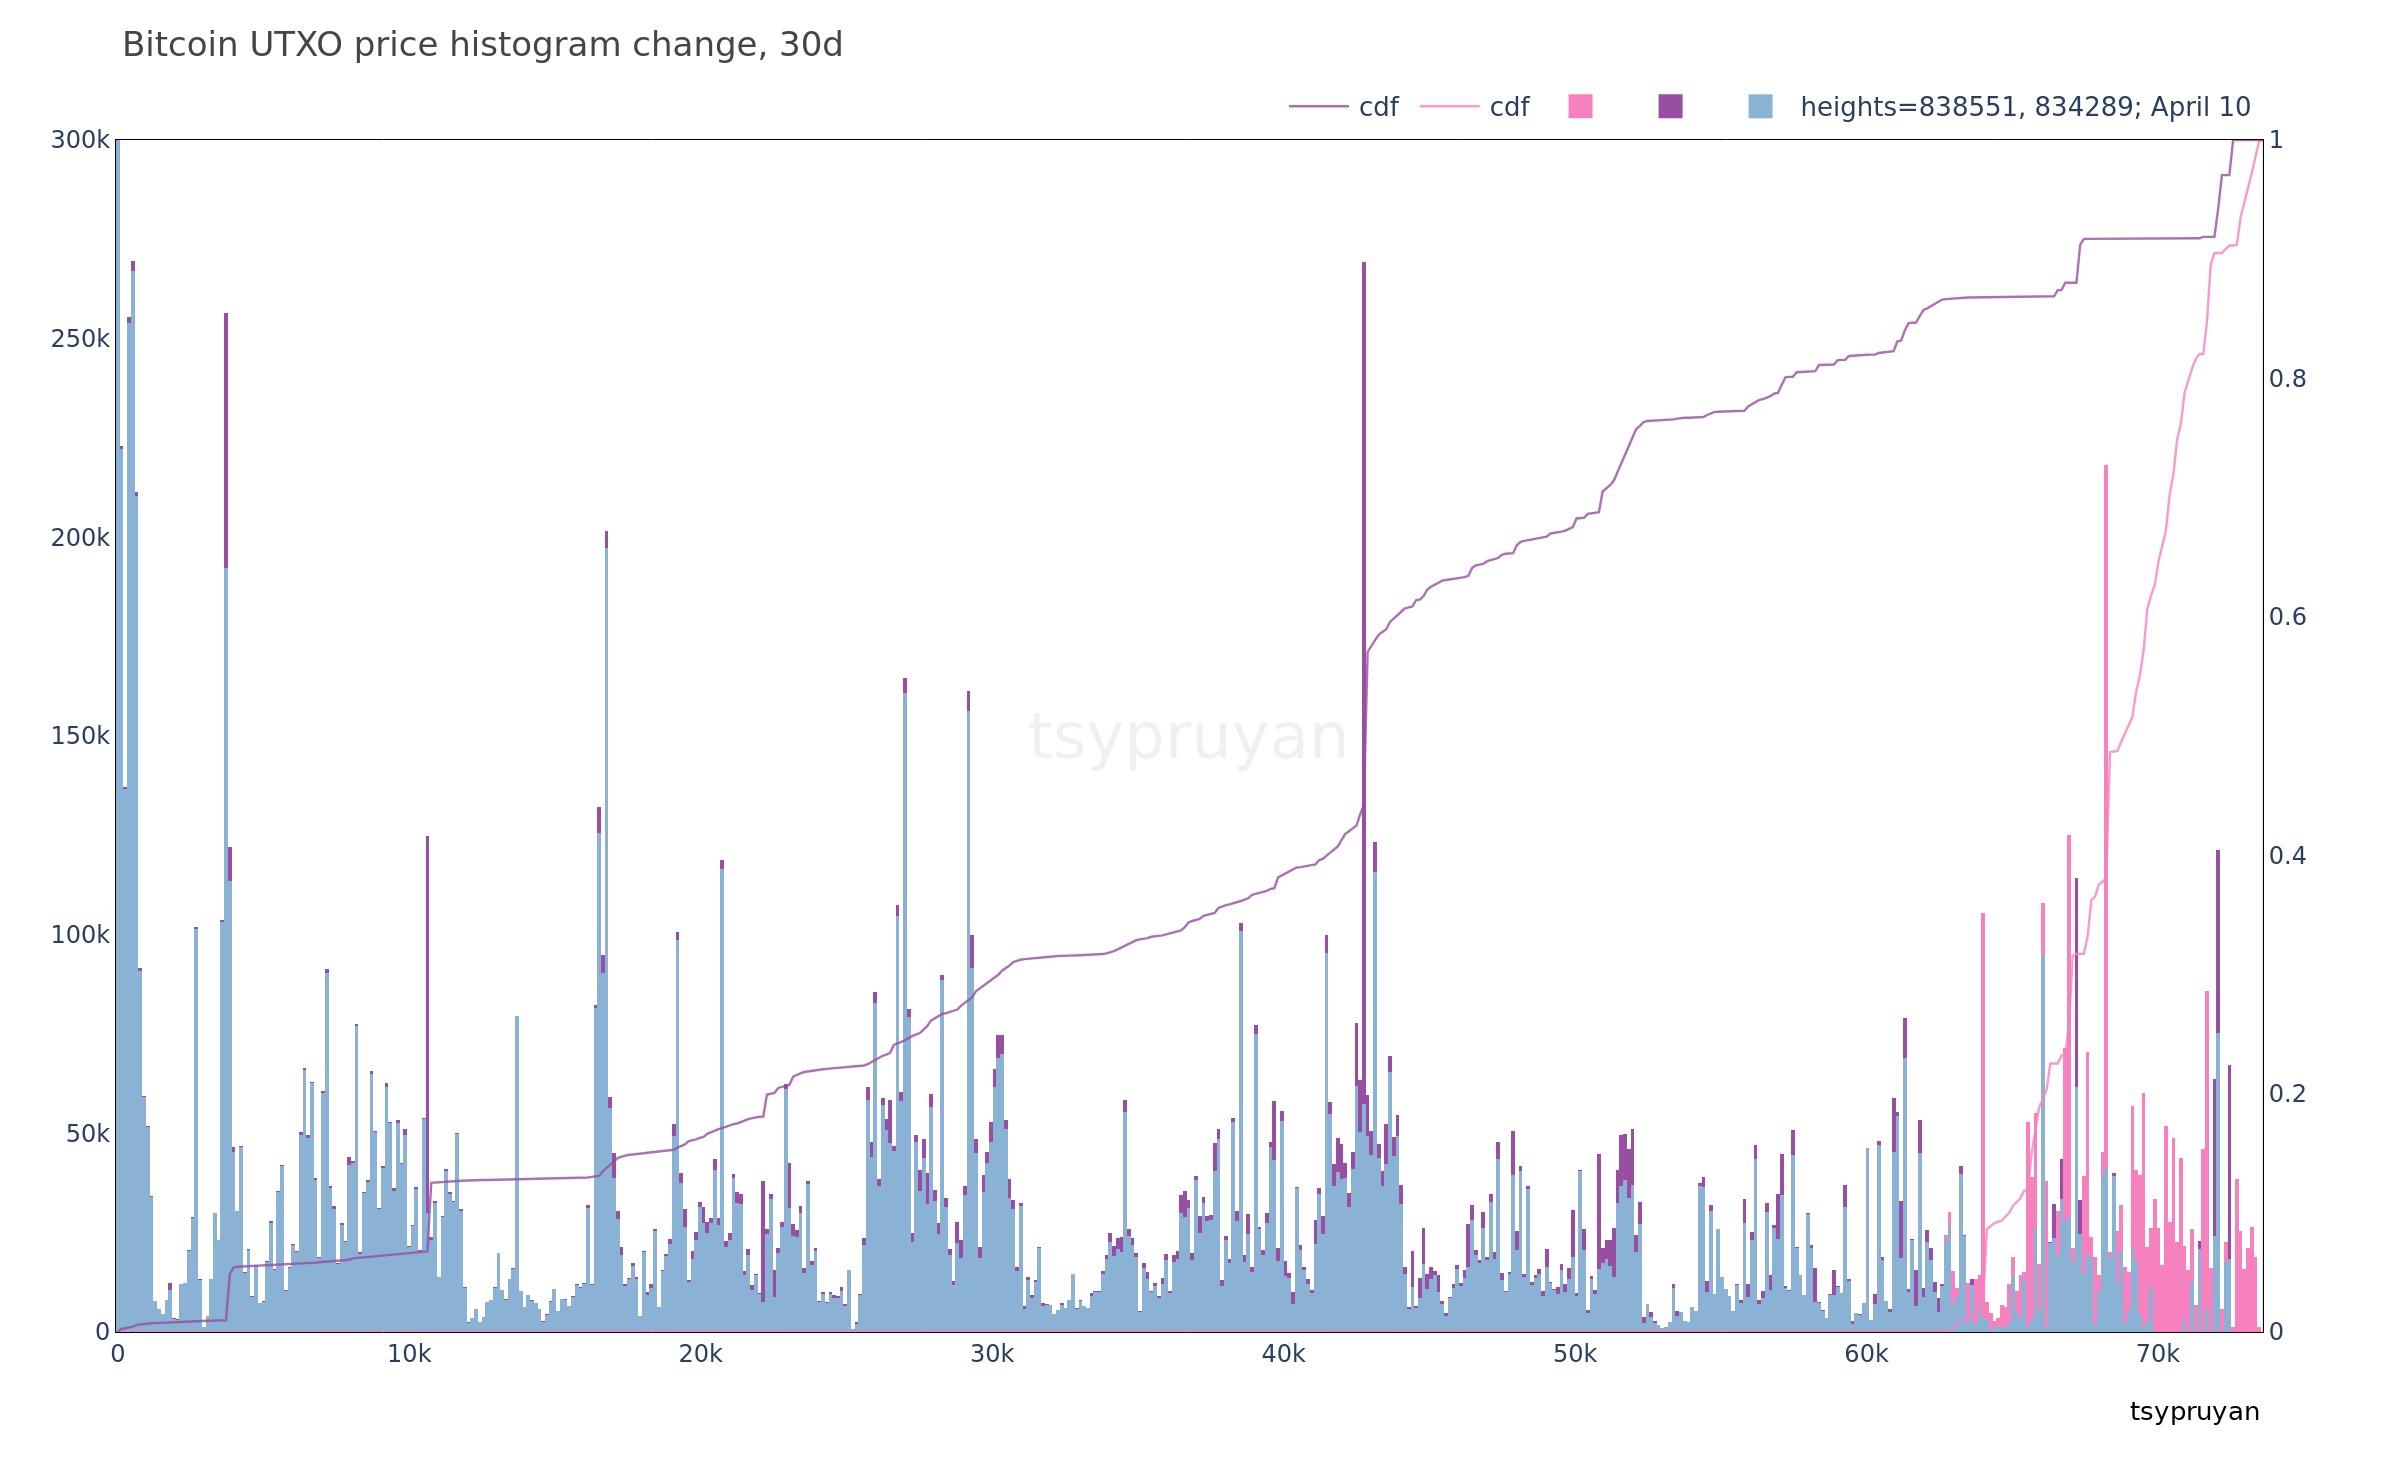 Bitcoin UTXO price histogram change, 30d
cdf cdf heights=838551, 834289; April 10
300k
250k
200k
150k
100k
50k
0
1
0.8
0.6
0.4
0.2
0
tsypruyan
0 10k 20k 30k 40k 50k 60k 70k
tsypruyan